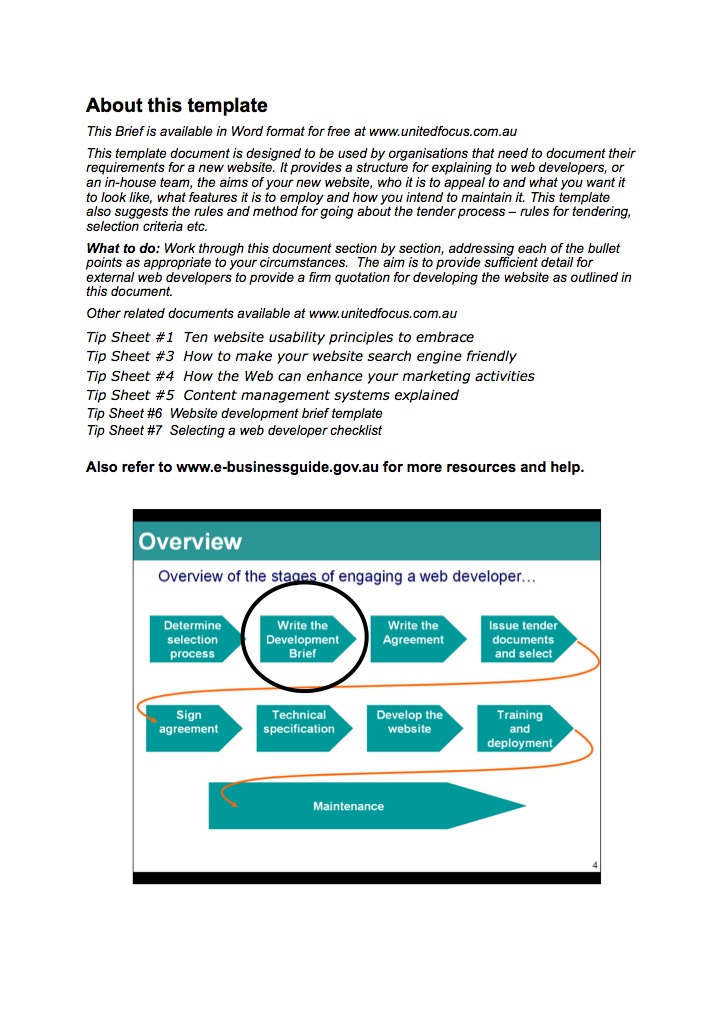 About this template
This Brief is available in Word format for free at www.unitedfocus.com.au
This template document is designed to be used by organisations that need to document their
requirements for a new website. It provides a structure for explaining to web developers, or
an in-house team, the aims of your new website, who it is to appeal to and what you want it
to look like, what features it is to employ and how you intend to maintain it. This template
also suggests the rules and method for going about the tender process – rules for tendering,
selection criteria etc.
What to do: Work through this document section by section, addressing each of the bullet
points as appropriate to your circumstances. The aim is to provide sufficient detail for
external web developers to provide a firm quotation for developing the website as outlined in
this document.
Other related documents available at www.unitedfocus.com.au
Tip Sheet #1 Ten website usability principles to embrace
Tip Sheet #3 How to make your website search engine friendly
Tip Sheet #4 How the Web can enhance your marketing activities
Tip Sheet #5 Content management systems explained
Tip Sheet #6 Website development brief template
Tip Sheet #7 Selecting a web developer checklist
Also refer to www.e-businessguide.gov.au for more resources and help.
Overview
Overview of the stages of engaging a web developer…
Determine
selection
process
Write the
Development
Brief
Write the
Agreement
Issue tender
documents
and select
Sign
agreement
Technical
specification
Develop the
website
Training
and
deployment
Maintenance
4